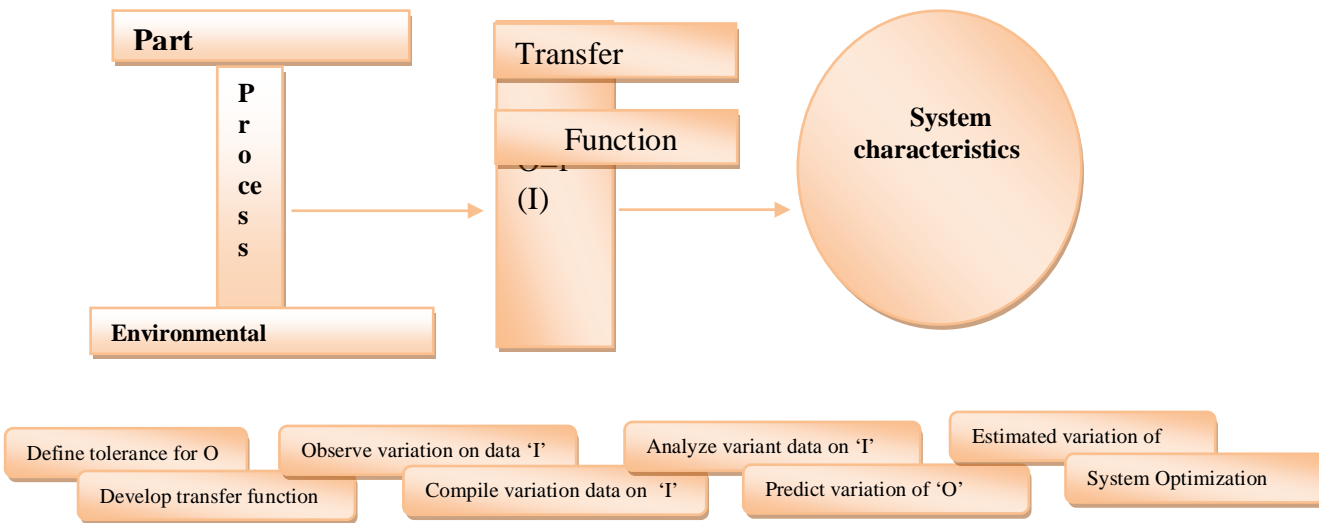 Part
P
r
o
ce
s
s
Environmental
Transfer
Function
(I)
System
characteristics
Define tolerance for O
Develop transfer function
Observe variation on data ‘I’
Compile variation data on ‘I’
Analyze variant data on ‘I’
Predict variation of ‘O’
Estimated variation of
System Optimization